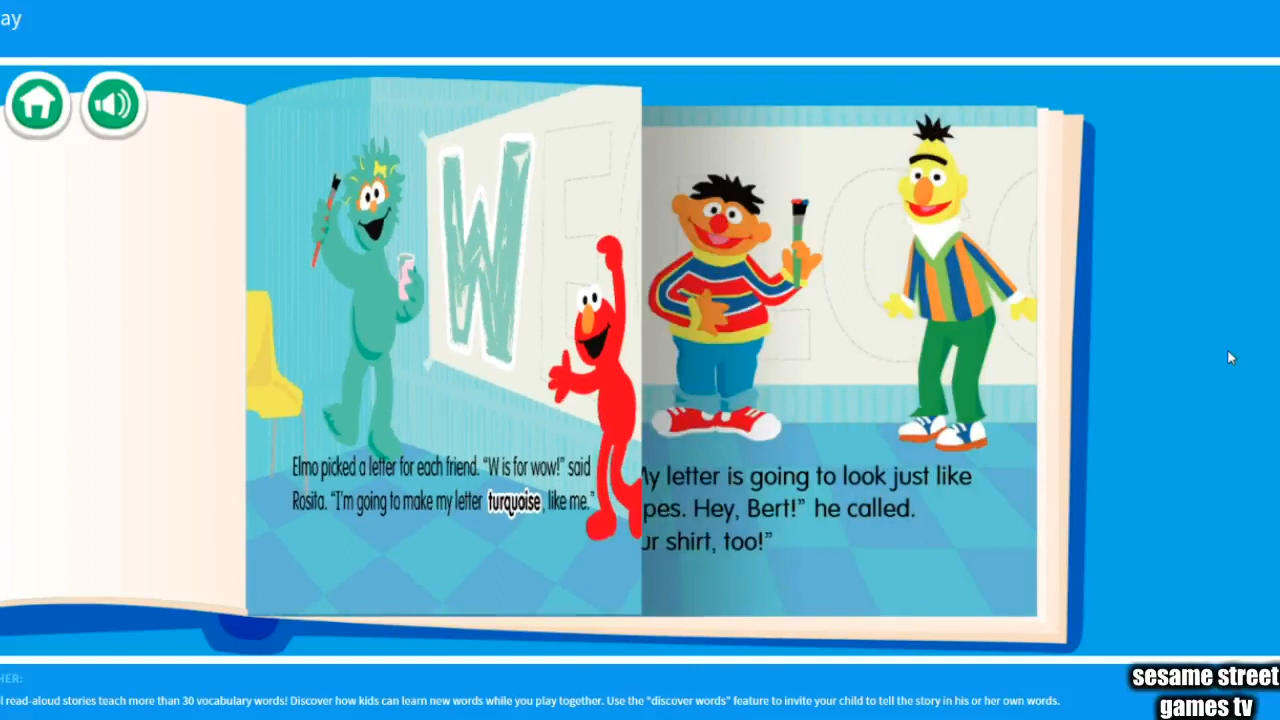 ay
W
Elmo picked a letter for each friend. "W is for wow!" said
Rosita. "I'm going to make my letter turquoise, like me."
My letter is going to look just like
pes. Hey, Bert!" he called.
ur shirt, too!"
HER:
l read-aloud stories teach more than 30 vocabulary words! Discover how kids can learn new words while you play together. Use the "discover words" feature to invite your child to tell the story in his or her own words.
sesame street
games tv